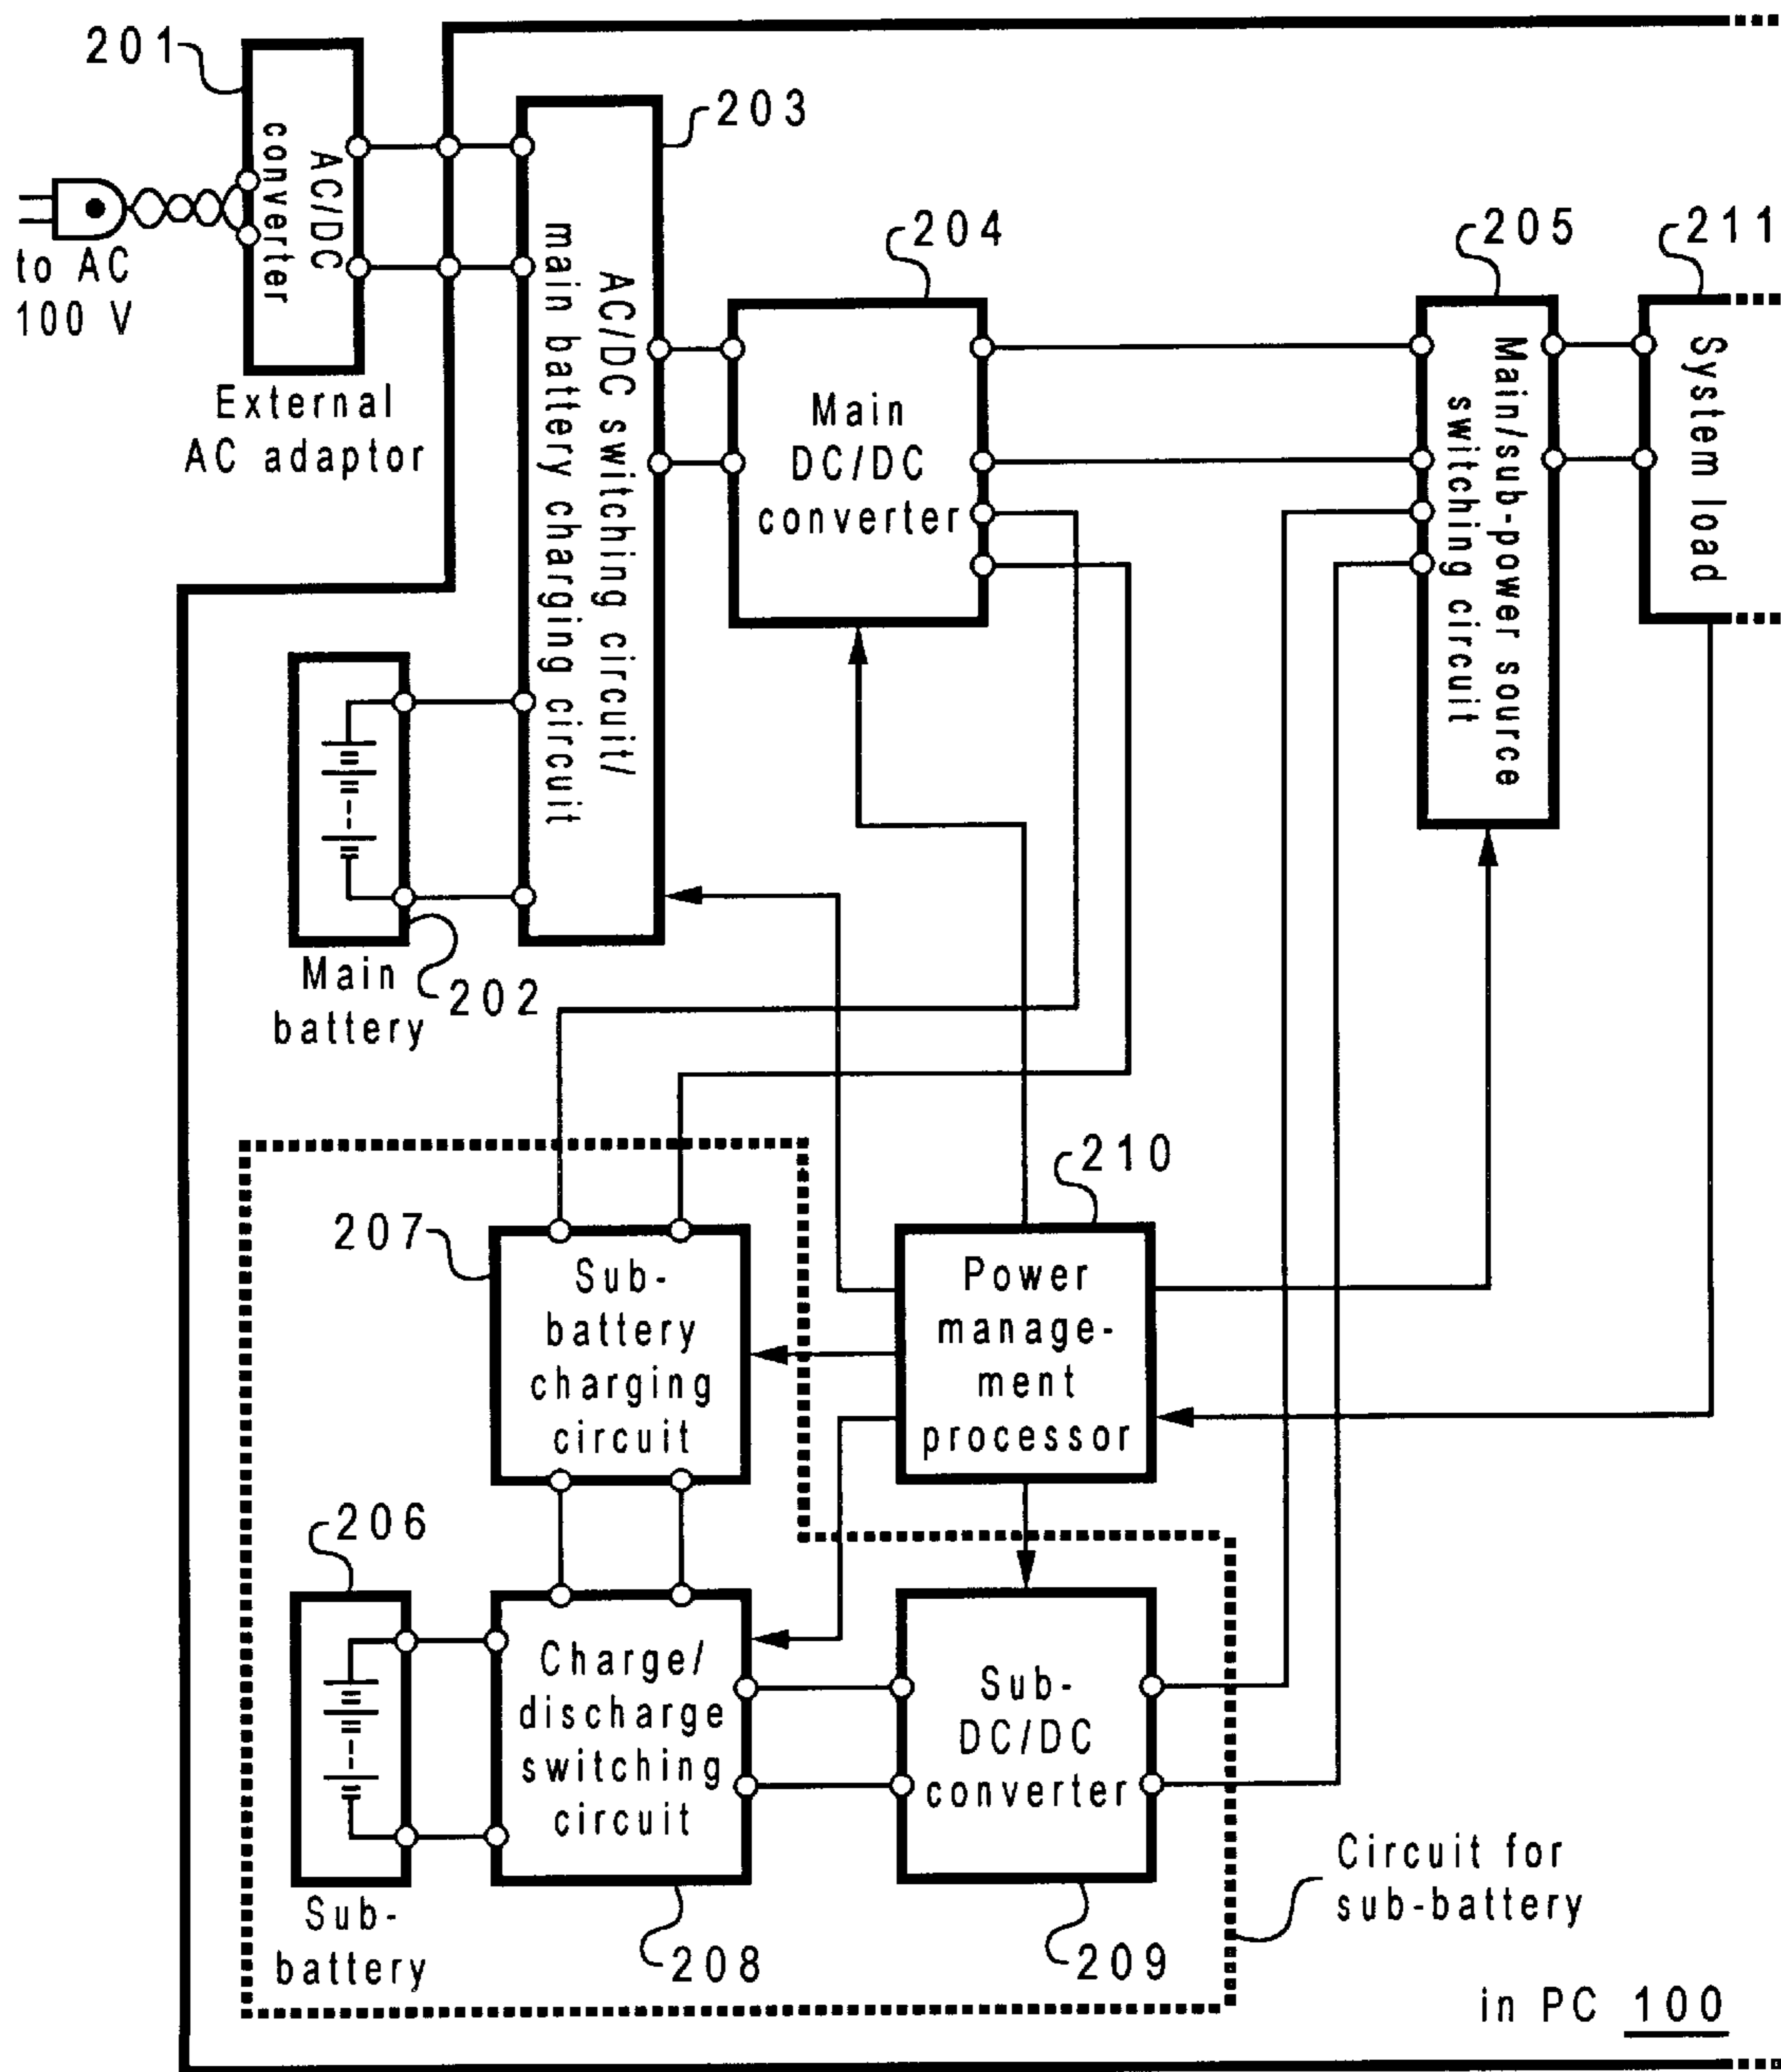 201
AC/DC
converter
to AC
100 V
External
AC adaptor
203
AC/DC switching circuit/
main battery charging circuit
204
Main
DC/DC
converter
205
Main/sub-power source
switching circuit
211
System load
Main
battery
202
207
Sub-
battery
charging
circuit
210
Power
manage-
ment
processor
206
Sub-
battery
Charge/
discharge
switching
circuit
208
Sub-
DC/DC
converter
209
Circuit for
sub-battery
in PC 100